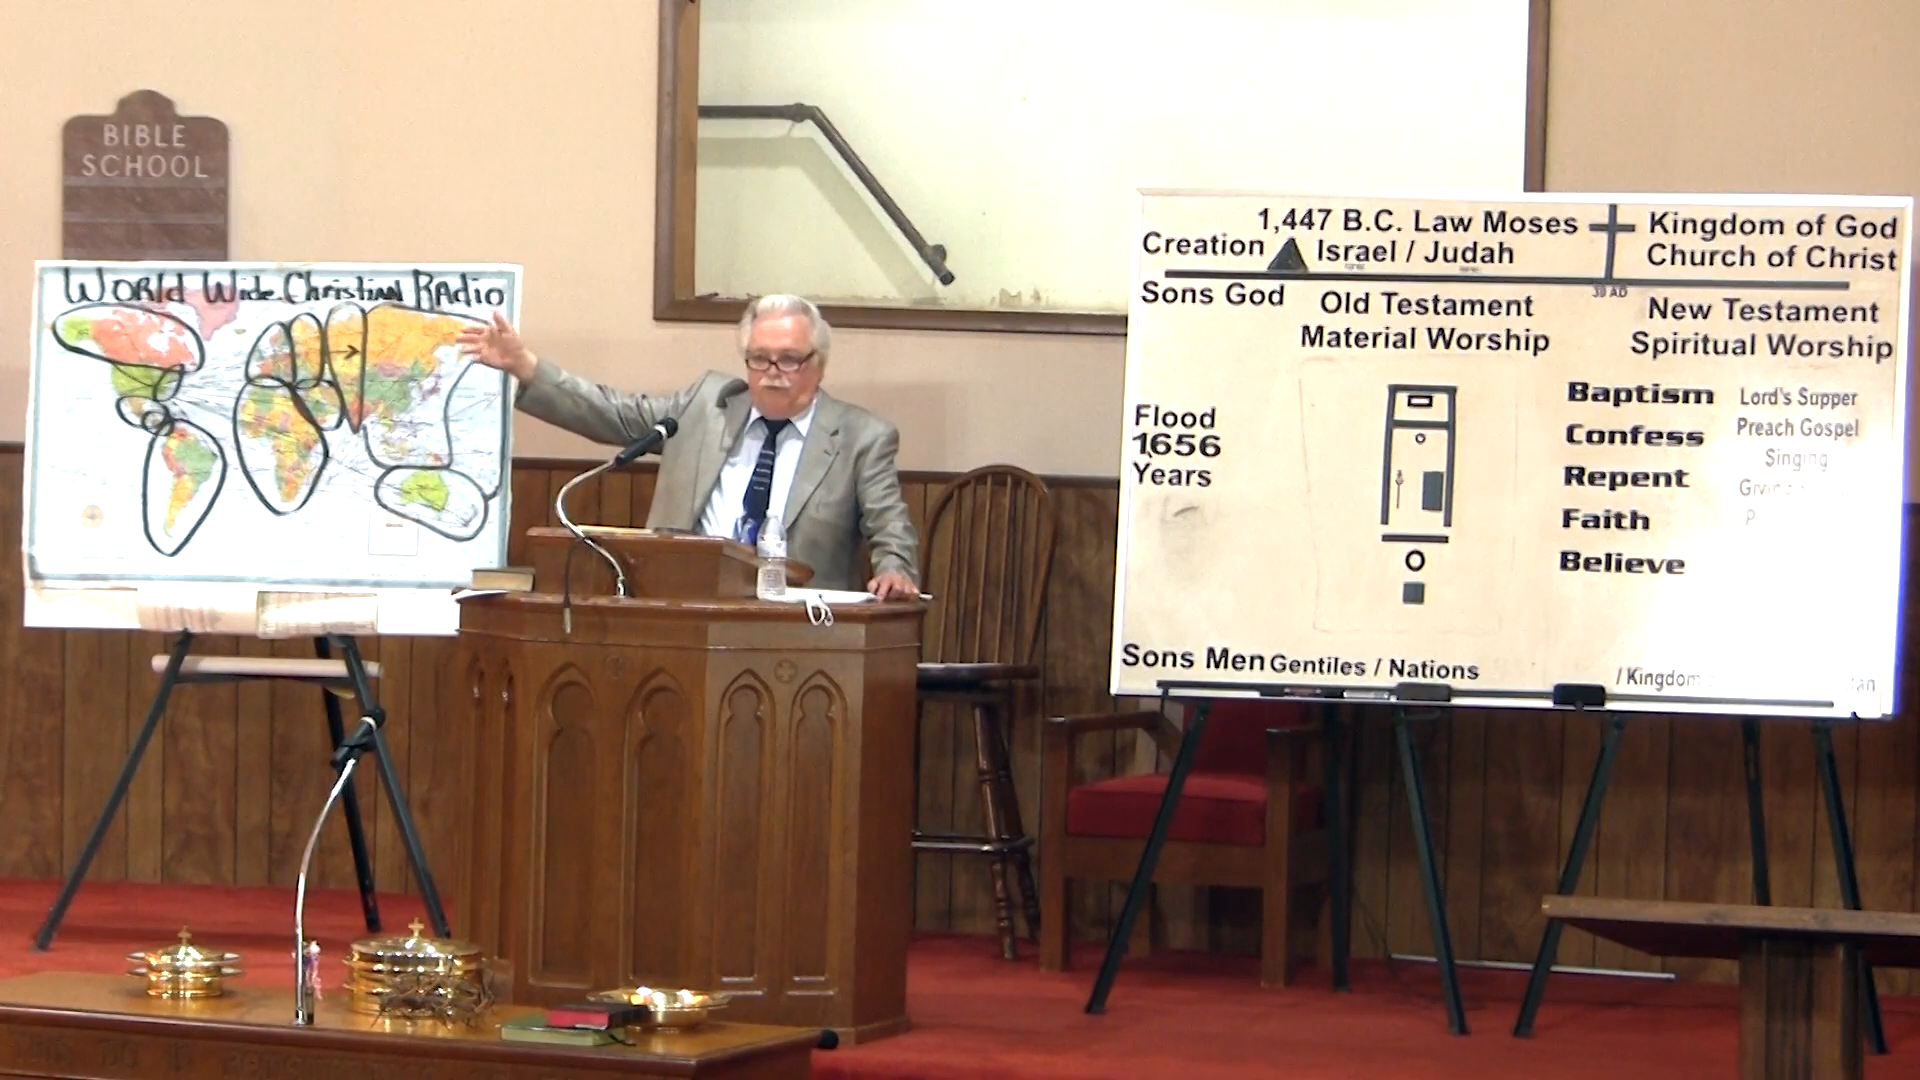 BIBLE
SCHOOL
World Wide Christian Radio
1,447 B.C. Law Moses
Creation
Israel / Judah
Kingdom of God
Church of Christ
30 AD
Sons God
Old Testament
Material Worship
New Testament
Spiritual Worship
Flood
1656
Years
Baptism
Confess
Repent
Faith
Believe
Lord's Supper
Preach Gospel
Singing
P
Sons Men
Gentiles / Nations
/ Kingdom